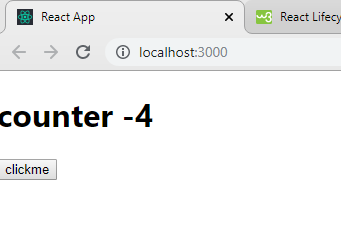 React App
React Lifecy
localhost:3000
counter -4
clickme